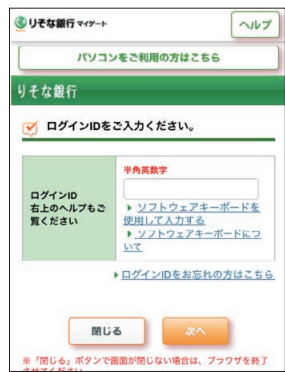 りそな銀行 マイゲート
ヘルプ
パソコンをご利用の方はこちら
りそな銀行
ログインIDをご入力ください。
半角英数字
ログインID
右上のヘルプもご
覧ください
ソフトウェアキーボードを
使用して入力する
ソフトウェアキーボードにつ
いて
ログインIDをお忘れの方はこちら
閉じる
次へ
※「閉じる」ボタンで画面が閉じない場合は、ブラウザを終了
させてください